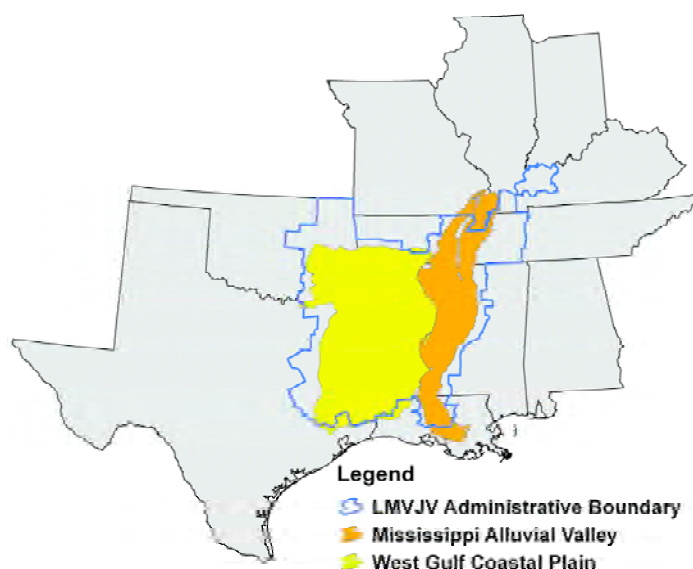 Legend
LMVJV Administrative Boundary
Mississippi Alluvial Valley
West Gulf Coastal Plain